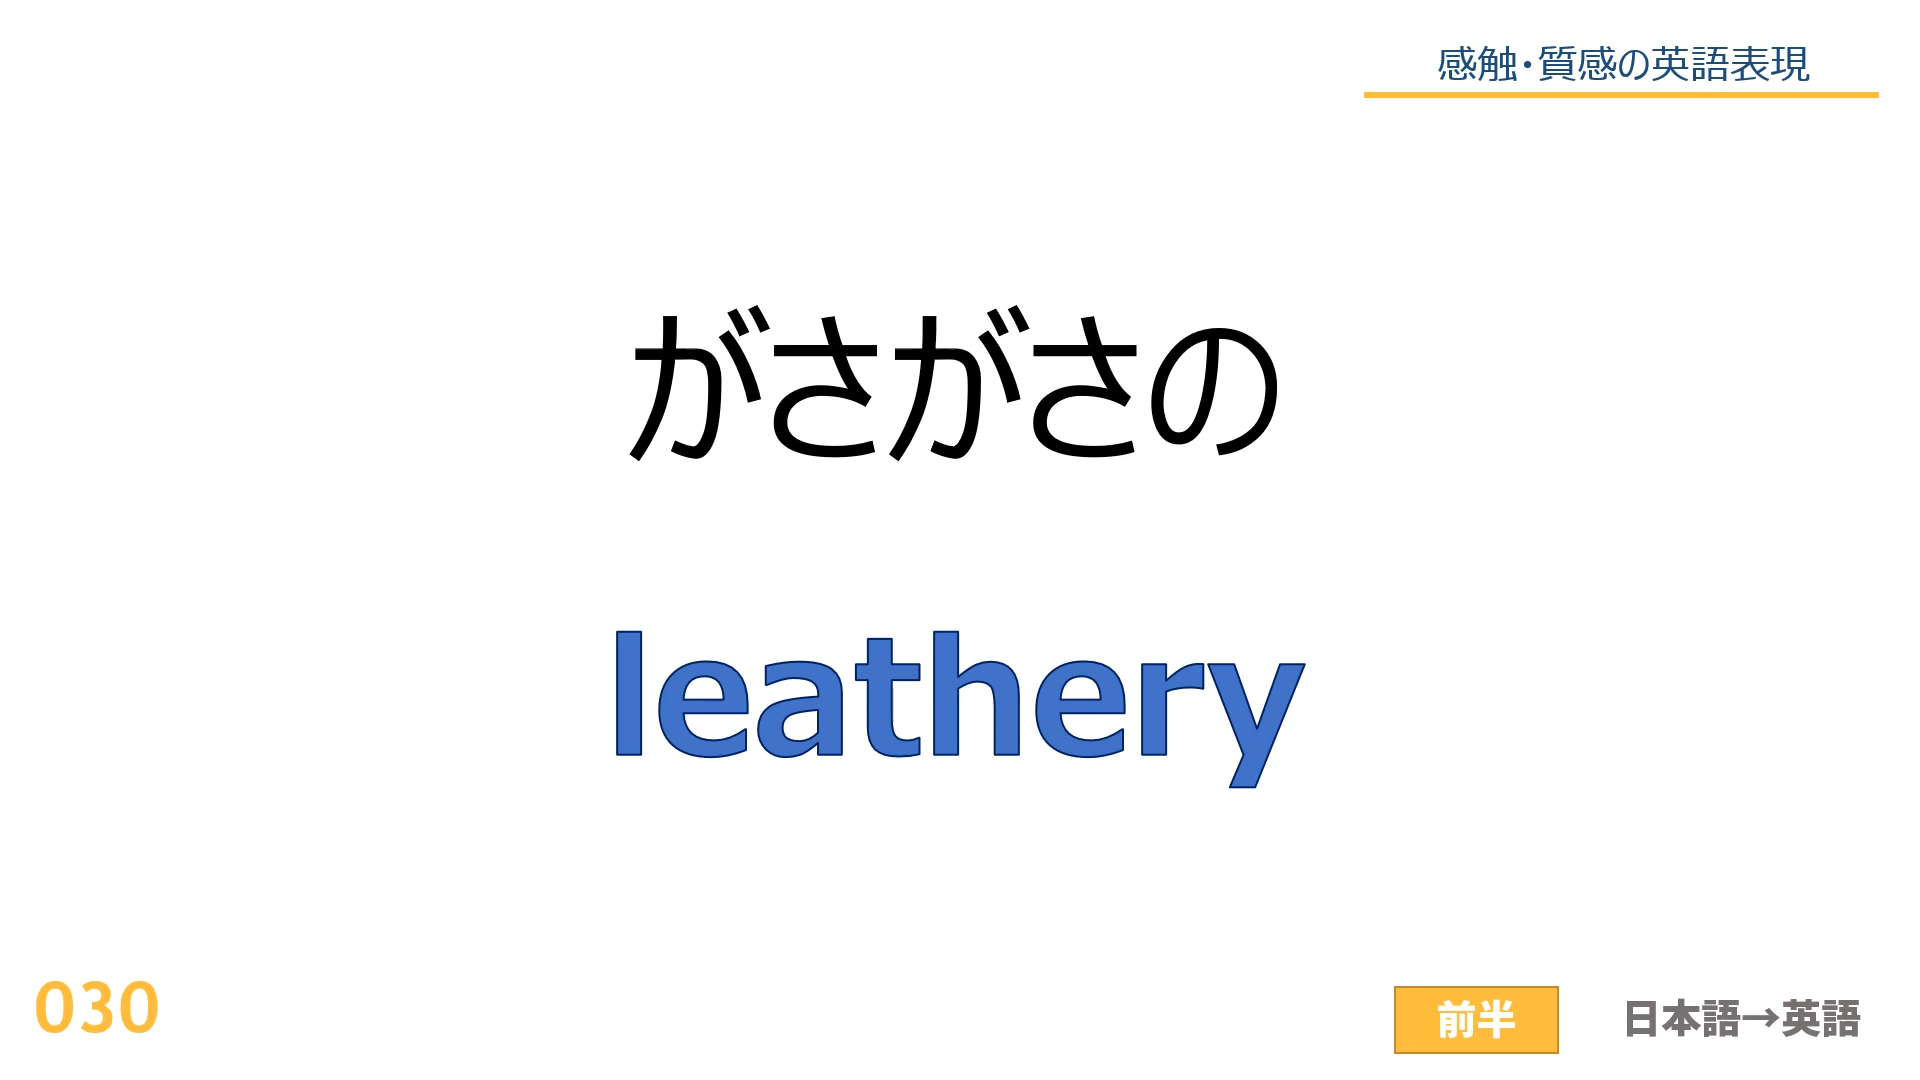 感触・質感の英語表現
がさがさの
leathery
030
前半
日本語→英語